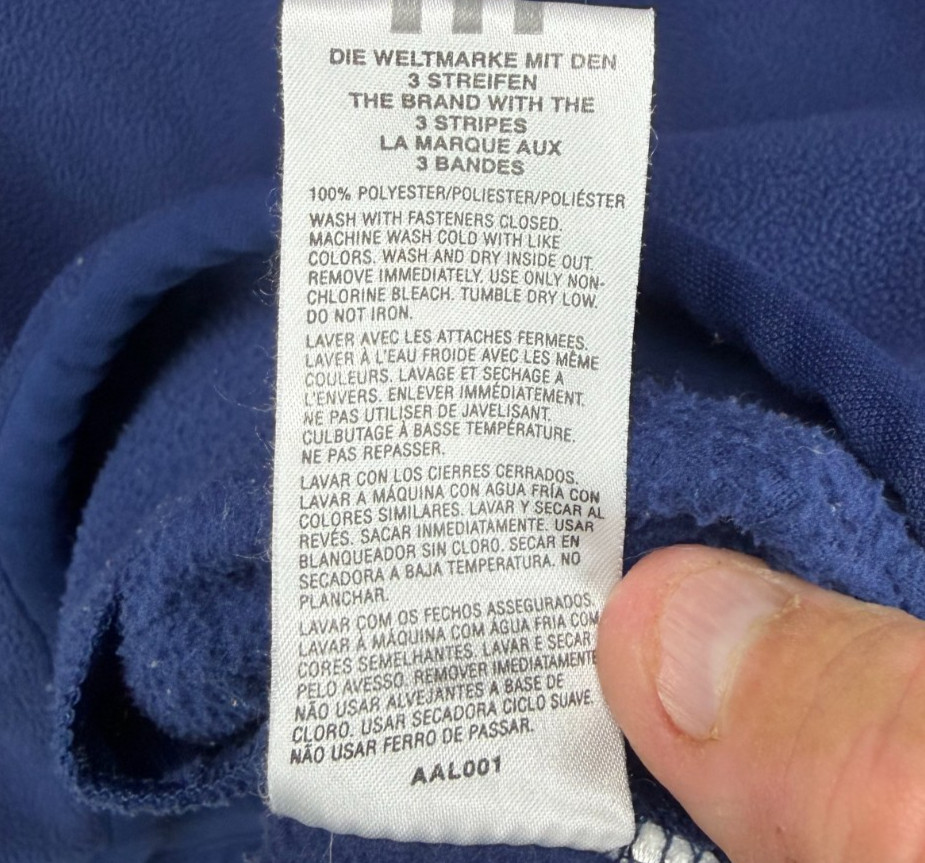 DIE WELTMARKE MIT DEN
3 STREIFEN
THE BRAND WITH THE
3 STRIPES
LA MARQUE AUX
3 BANDES
100% POLYESTER/POLIESTER/POLIÉSTER
WASH WITH FASTENERS CLOSED.
MACHINE WASH COLD WITH LIKE
COLORS. WASH AND DRY INSIDE OUT.
REMOVE IMMEDIATELY. USE ONLY NON-
CHLORINE BLEACH. TUMBLE DRY LOW.
DO NOT IRON.
LAVER AVEC LES ATTACHES FERMEES.
LAVER À L'EAU FROIDE AVEC LES MÊME
COULEURS. LAVAGE ET SECHAGE A
L'ENVERS. ENLEVER IMMÉDIATEMENT.
NE PAS UTILISER DE JAVELISANT.
CULBUTAGE À BASSE TEMPÉRATURE.
NE PAS REPASSER.
LAVAR CON LOS CIERRES CERRADOS.
LAVAR A MÁQUINA CON AGUA FRÍA CON
COLORES SIMILARES. LAVAR Y SECAR AL
REVÉS. SACAR INMEDIATAMENTE. USAR
BLANQUEADOR SIN CLORO. SECAR EN
SECADORA A BAJA TEMPERATURA. NO
PLANCHAR.
LAVAR COM OS FECHOS ASSEGURADOS.
LAVAR À MÁQUINA COM ÁGUA FRIA COM
CORES SEMELHANTES. LAVAR E SECAR
PELO AVESSO. REMOVER IMEDIATAMENTE
NÃO USAR ALVEJANTES A BASE DE
CLORO. USAR SECADORA CICLO SUAVE.
NÃO USAR FERRO DE PASSAR.
AAL001